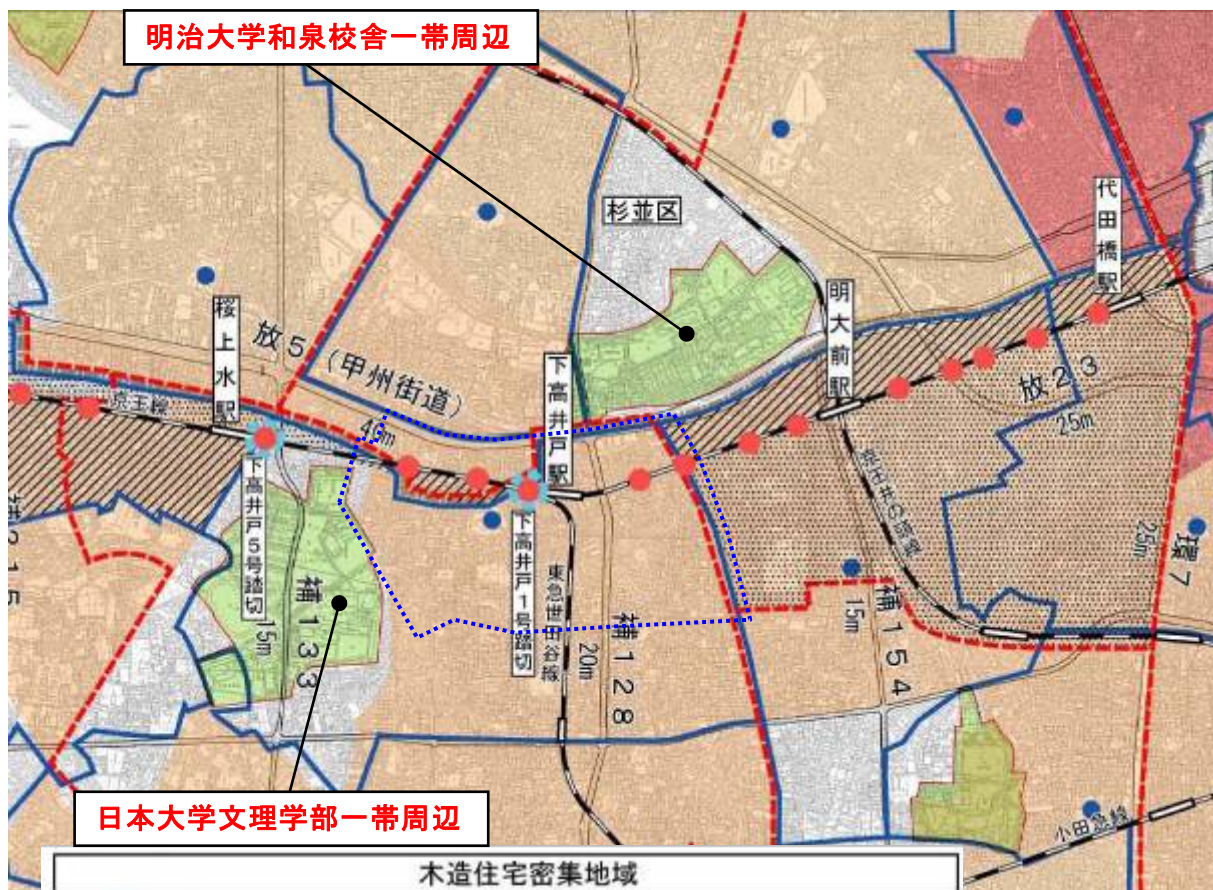 明治大学和泉校舎一帯周辺
杉並区
代田橋駅
明大前駅
桜上水駅
放5(甲州街道)
下高井戸駅
放23
京王線
40m
25m
京王井の頭線
下高井戸5号踏切
下高井戸1号踏切
環7
25m
補215
補133
15m
東急世田谷線
20m
補128
15m
補154
日本大学文理学部一帯周辺
小田急線
木造住宅密集地域